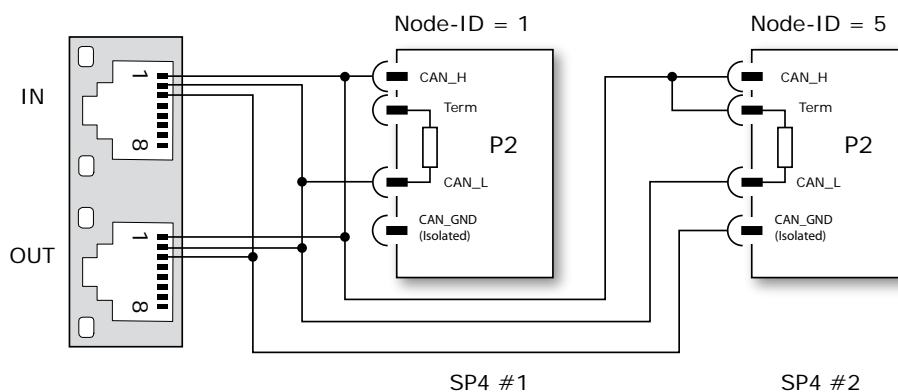 Node-ID = 1
Node-ID = 5
IN
1
8
CAN_H
Term
P2
CAN_L
CAN_GND
(Isolated)
CAN_H
Term
P2
CAN_L
CAN_GND
(Isolated)
OUT
1
8
SP4 #1
SP4 #2